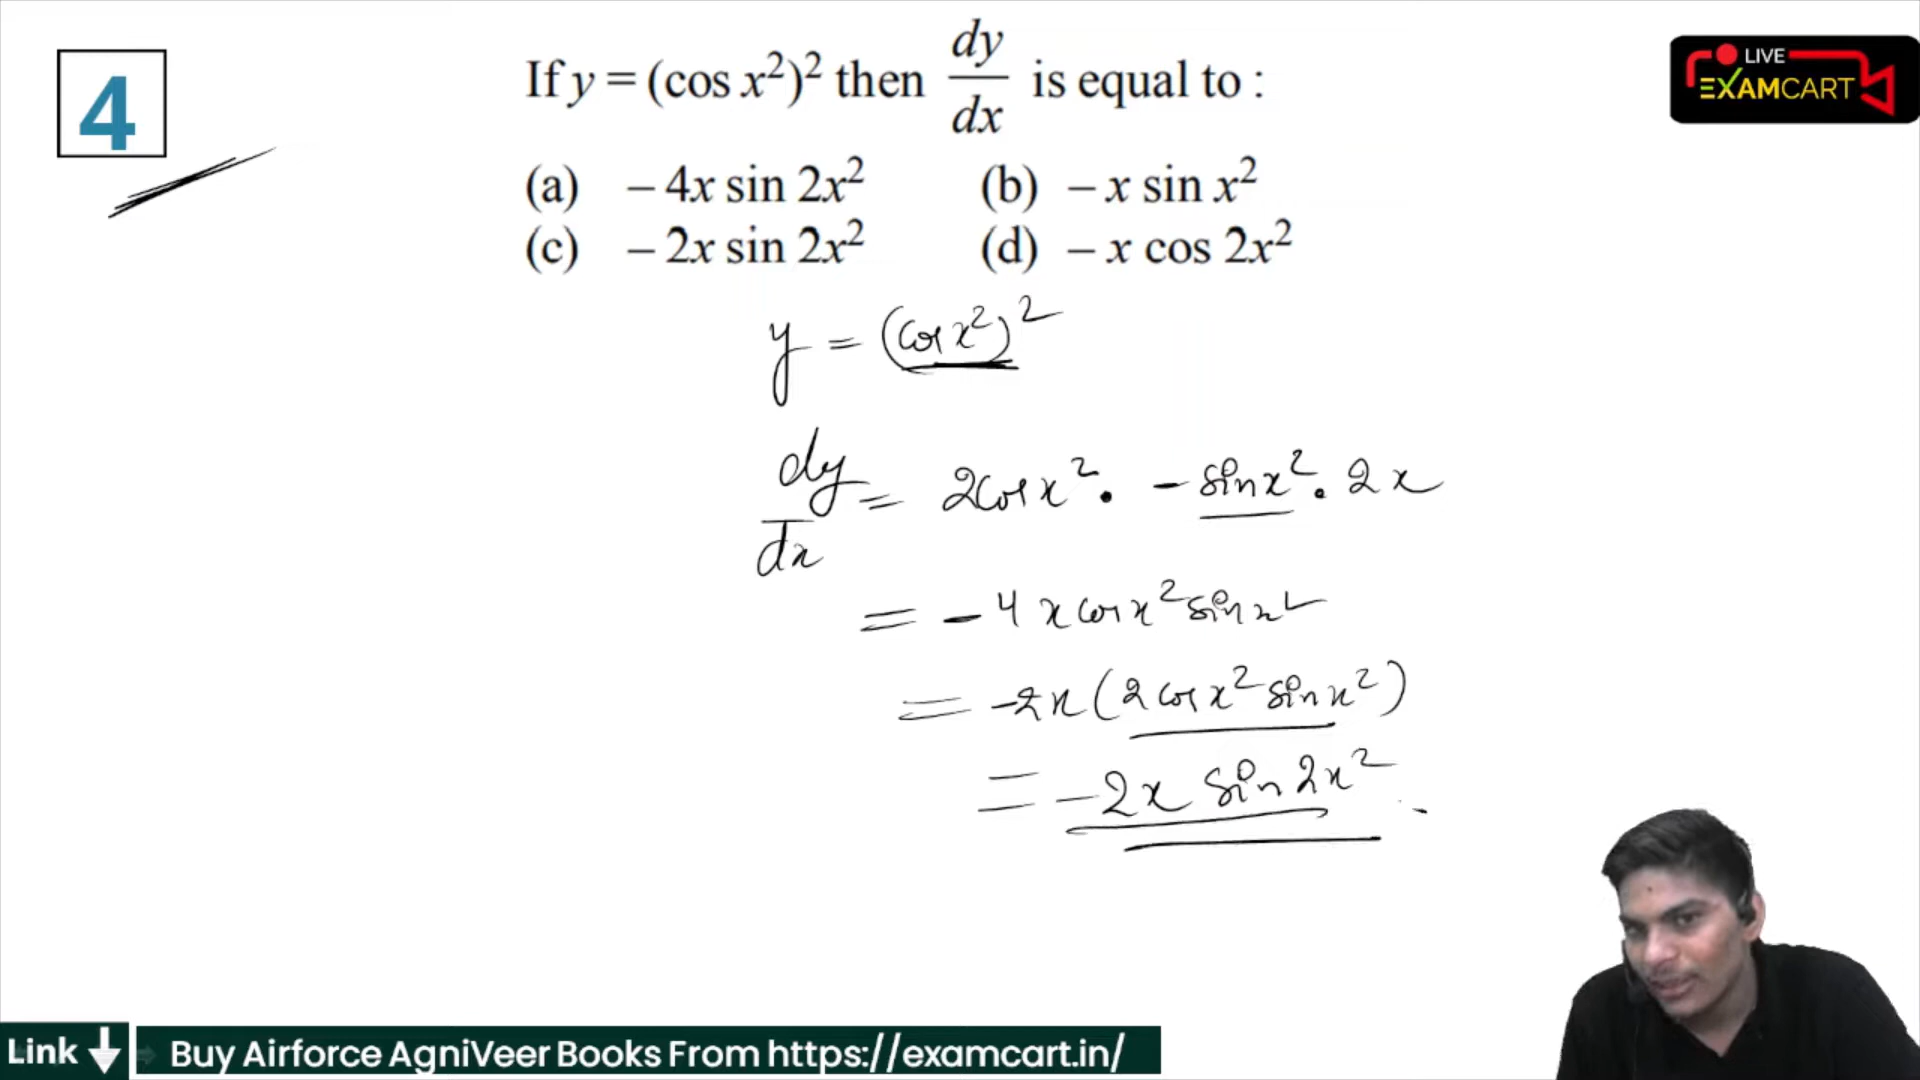 4
If y = (cos x²)² then dy/dx is equal to :
LIVE
EXAMCART
(a) – 4x sin 2x² (b) – x sin x²
(c) – 2x sin 2x² (d) – x cos 2x²
y = (cos x²)²
dy/dx = 2cos x² · - sin x² · 2x
= - 4x cos x² sin x²
= -2x (2 cos x² sin x²)
= -2x sin 2x²
Link Buy Airforce AgniVeer Books From https://examcart.in/